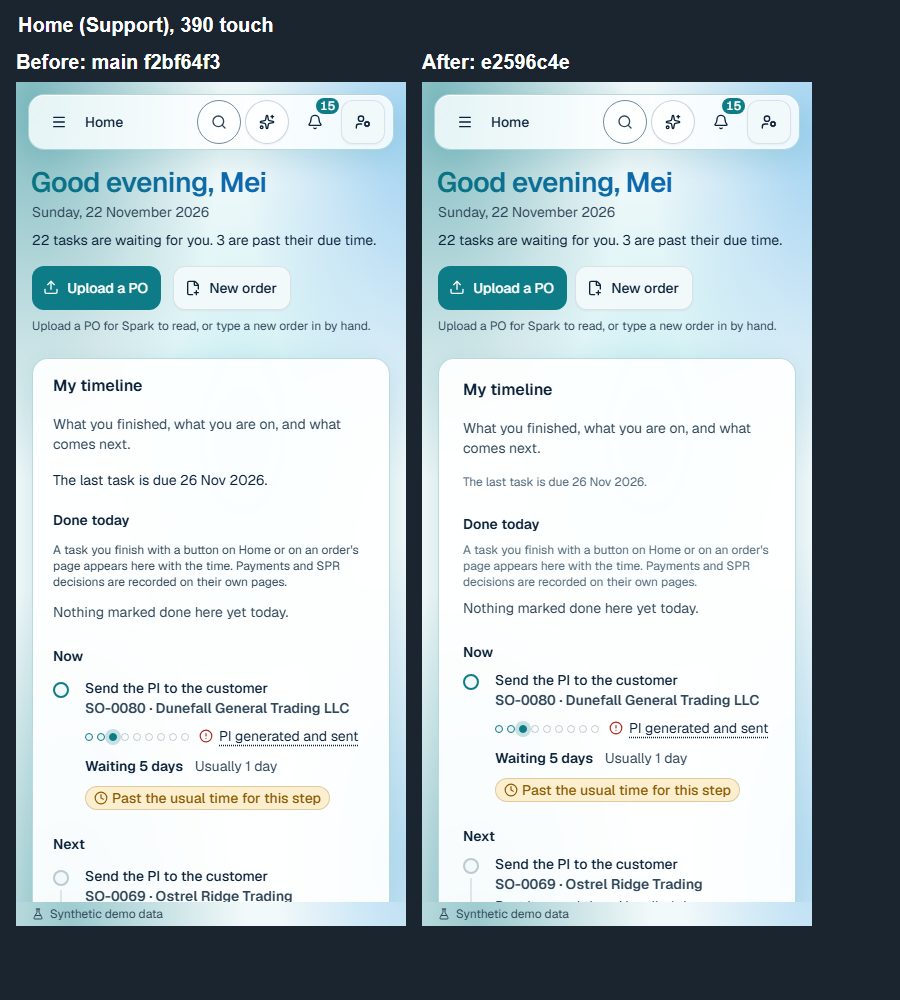 Home (Support), 390 touch
Before: main f2bf64f3
Home
15
Good evening, Mei
Sunday, 22 November 2026
22 tasks are waiting for you. 3 are past their due time.
Upload a PO
New order
Upload a PO for Spark to read, or type a new order in by hand.
My timeline
What you finished, what you are on, and what
comes next.
The last task is due 26 Nov 2026.
Done today
A task you finish with a button on Home or on an order's
page appears here with the time. Payments and SPR
decisions are recorded on their own pages.
Nothing marked done here yet today.
Now
Send the PI to the customer
SO-0080 · Dunefall General Trading LLC
PI generated and sent
Waiting 5 days Usually 1 day
Past the usual time for this step
Next
Send the PI to the customer
SO-0069 · Ostrel Ridge Trading
Synthetic demo data
After: e2596c4e
Home
15
Good evening, Mei
Sunday, 22 November 2026
22 tasks are waiting for you. 3 are past their due time.
Upload a PO
New order
Upload a PO for Spark to read, or type a new order in by hand.
My timeline
What you finished, what you are on, and what
comes next.
The last task is due 26 Nov 2026.
Done today
A task you finish with a button on Home or on an order's
page appears here with the time. Payments and SPR
decisions are recorded on their own pages.
Nothing marked done here yet today.
Now
Send the PI to the customer
SO-0080 · Dunefall General Trading LLC
PI generated and sent
Waiting 5 days Usually 1 day
Past the usual time for this step
Next
Send the PI to the customer
SO-0069 · Ostrel Ridge Trading
Synthetic demo data